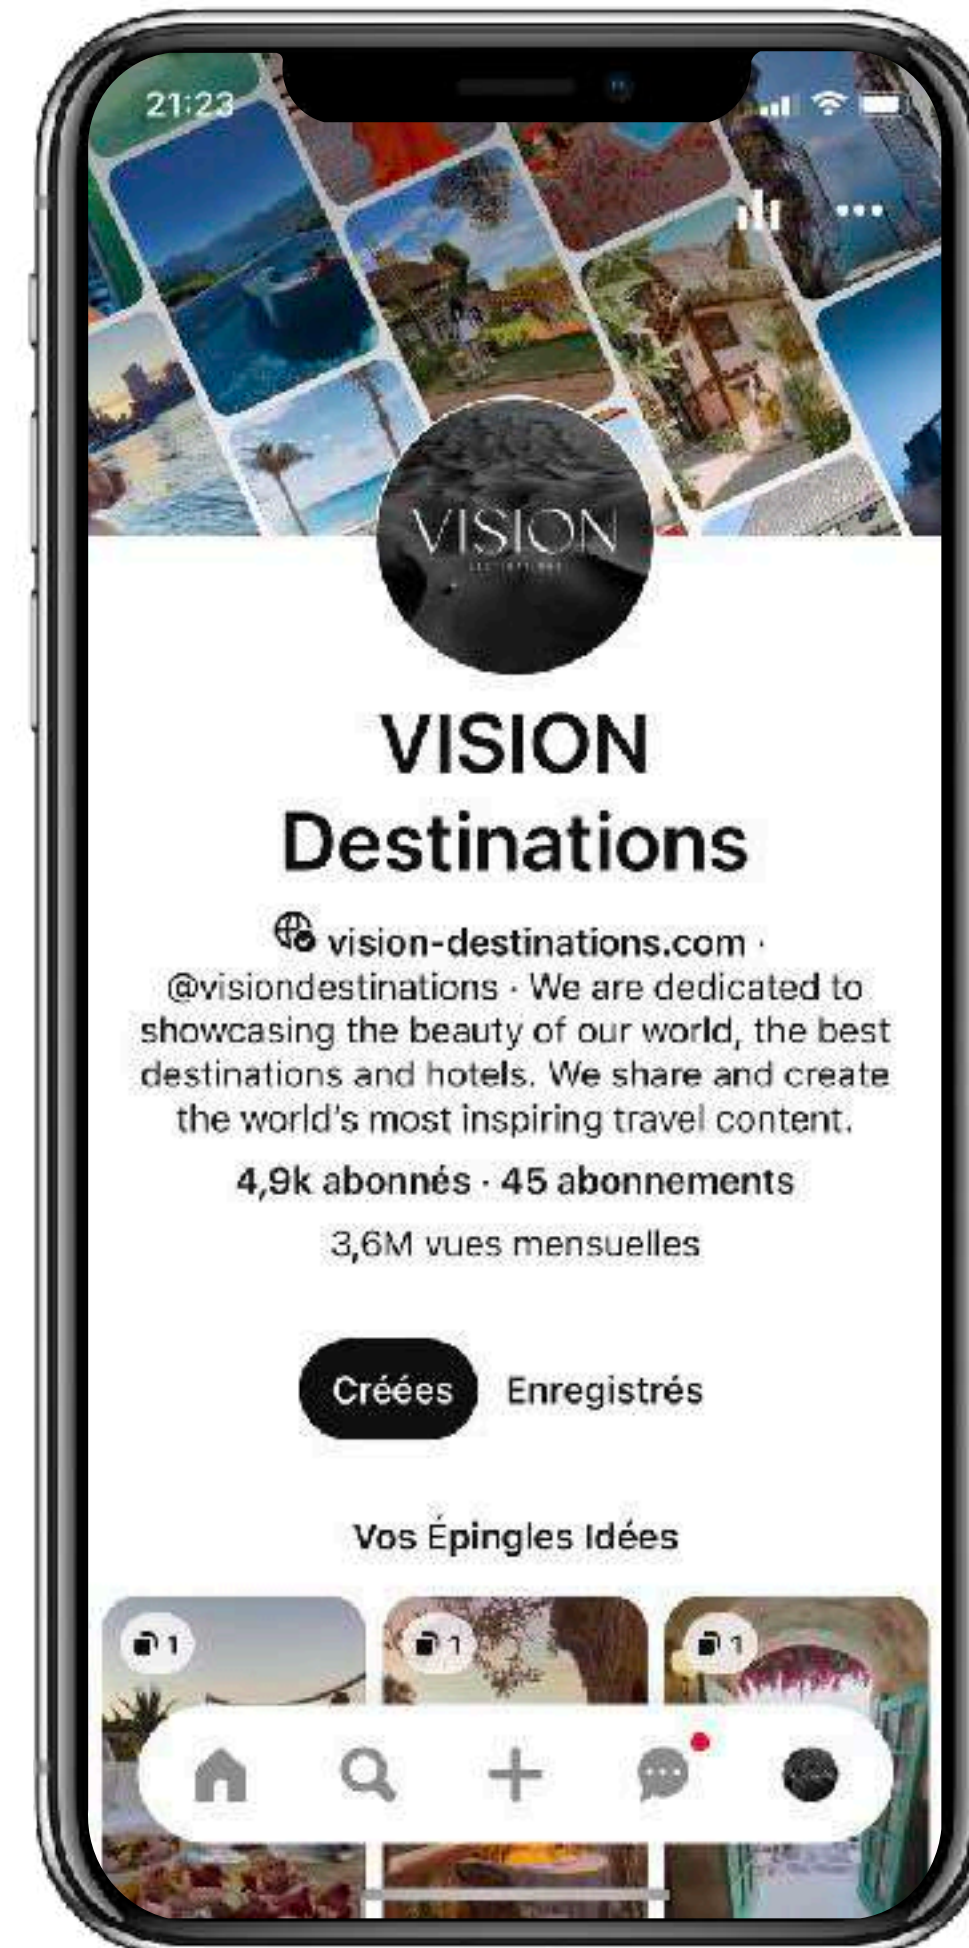 21:23
VISION
VISION
Destinations
vision-destinations.com ·
@visiondestinations · We are dedicated to
showcasing the beauty of our world, the best
destinations and hotels. We share and create
the world's most inspiring travel content.
4,9k abonnés · 45 abonnements
3,6M vues mensuelles
Créées Enregistrés
Vos Épingles Idées
1 1 1